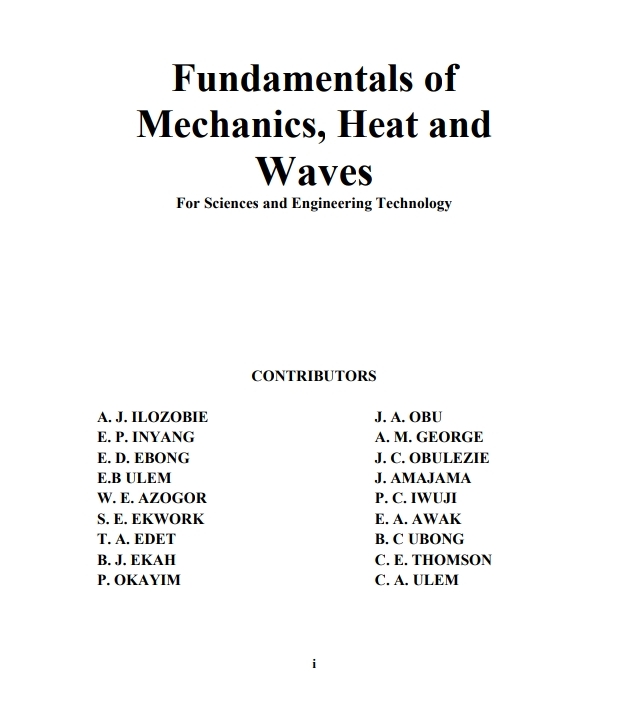 Fundamentals of
Mechanics, Heat and
Waves
For Sciences and Engineering Technology
CONTRIBUTORS
A. J. ILOZOBIE
E. P. INYANG
E. D. EBONG
E.B ULEM
W. E. AZOGOR
S. E. EKWORK
T. A. EDET
B. J. EKAH
P. OKAYIM
J. A. OBU
A. M. GEORGE
J. C. OBULEZIE
J. AMAJAMA
P. C. IWUJI
E. A. AWAK
B. C UBONG
C. E. THOMSON
C. A. ULEM
i